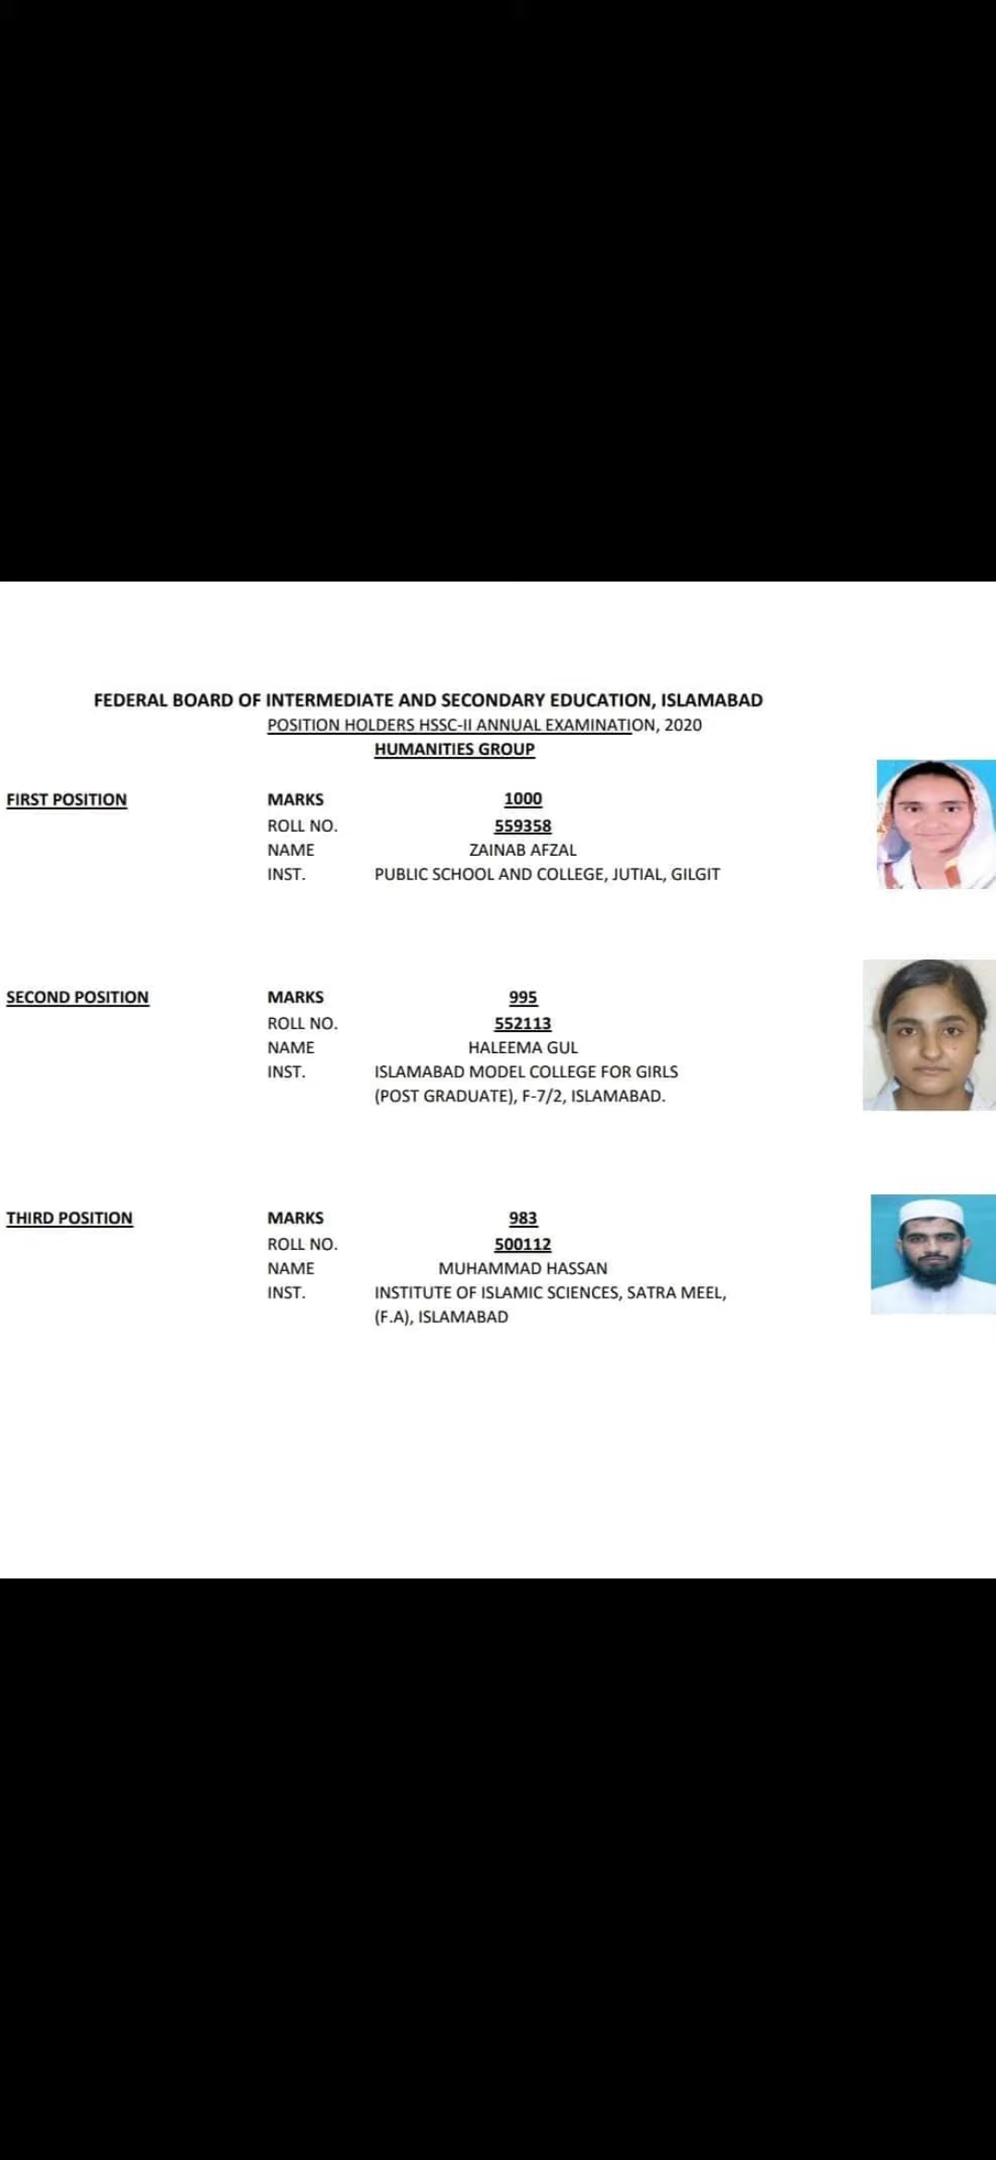 FEDERAL BOARD OF INTERMEDIATE AND SECONDARY EDUCATION, ISLAMABAD
POSITION HOLDERS HSSC-II ANNUAL EXAMINATION, 2020
HUMANITIES GROUP
FIRST POSITION MARKS 1000
ROLL NO. 559358
NAME ZAINAB AFZAL
INST. PUBLIC SCHOOL AND COLLEGE, JUTIAL, GILGIT
SECOND POSITION MARKS 995
ROLL NO. 552113
NAME HALEEMA GUL
INST. ISLAMABAD MODEL COLLEGE FOR GIRLS
(POST GRADUATE), F-7/2, ISLAMABAD.
THIRD POSITION MARKS 983
ROLL NO. 500112
NAME MUHAMMAD HASSAN
INST. INSTITUTE OF ISLAMIC SCIENCES, SATRA MEEL,
(F.A), ISLAMABAD